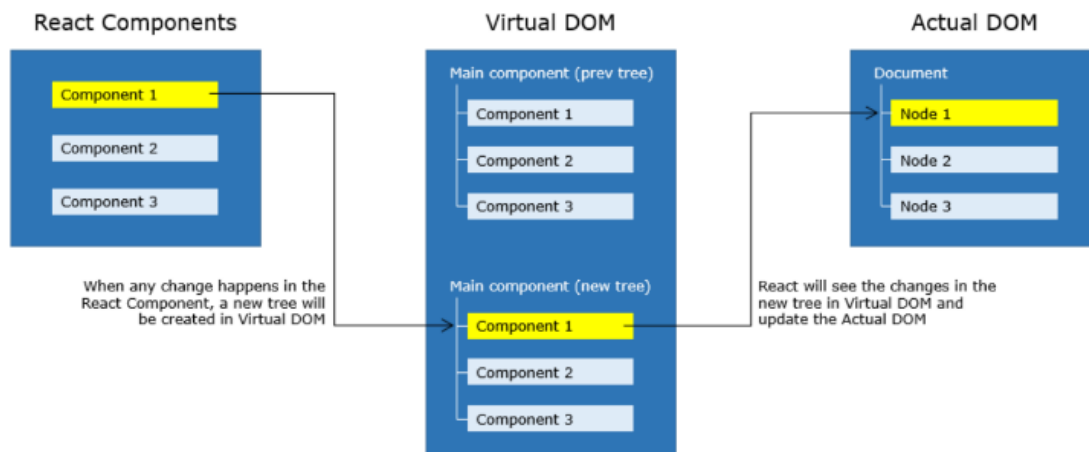 React Components
Virtual DOM
Actual DOM
Component 1
Component 2
Component 3
When any change happens in the
React Component, a new tree will
be created in Virtual DOM
Main component (prev tree)
Component 1
Component 2
Component 3
Main component (new tree)
Component 1
Component 2
Component 3
Document
Node 1
Node 2
Node 3
React will see the changes in the
new tree in Virtual DOM and
update the Actual DOM